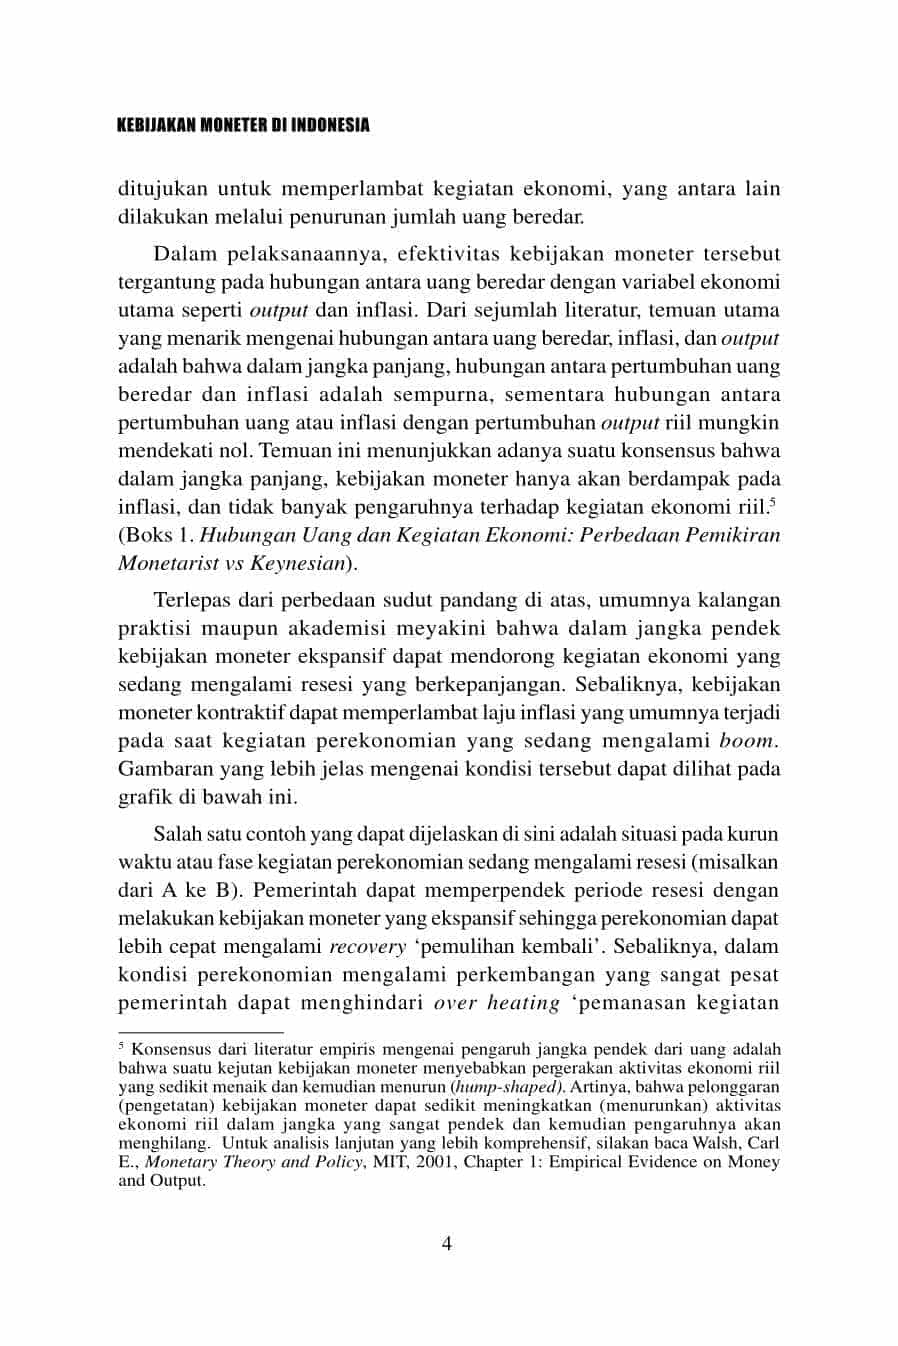 KEBIJAKAN MONETER DI INDONESIA
ditujukan untuk memperlambat kegiatan ekonomi, yang antara lain
dilakukan melalui penurunan jumlah uang beredar.
Dalam pelaksanaannya, efektivitas kebijakan moneter tersebut
tergantung pada hubungan antara uang beredar dengan variabel ekonomi
utama seperti output dan inflasi. Dari sejumlah literatur, temuan utama
yang menarik mengenai hubungan antara uang beredar, inflasi, dan output
adalah bahwa dalam jangka panjang, hubungan antara pertumbuhan uang
beredar dan inflasi adalah sempurna, sementara hubungan antara
pertumbuhan uang atau inflasi dengan pertumbuhan output riil mungkin
mendekati nol. Temuan ini menunjukkan adanya suatu konsensus bahwa
dalam jangka panjang, kebijakan moneter hanya akan berdampak pada
inflasi, dan tidak banyak pengaruhnya terhadap kegiatan ekonomi riil.⁵
(Boks 1. Hubungan Uang dan Kegiatan Ekonomi: Perbedaan Pemikiran
Monetarist vs Keynesian).
Terlepas dari perbedaan sudut pandang di atas, umumnya kalangan
praktisi maupun akademisi meyakini bahwa dalam jangka pendek
kebijakan moneter ekspansif dapat mendorong kegiatan ekonomi yang
sedang mengalami resesi yang berkepanjangan. Sebaliknya, kebijakan
moneter kontraktif dapat memperlambat laju inflasi yang umumnya terjadi
pada saat kegiatan perekonomian yang sedang mengalami boom.
Gambaran yang lebih jelas mengenai kondisi tersebut dapat dilihat pada
grafik di bawah ini.
Salah satu contoh yang dapat dijelaskan di sini adalah situasi pada kurun
waktu atau fase kegiatan perekonomian sedang mengalami resesi (misalkan
dari A ke B). Pemerintah dapat memperpendek periode resesi dengan
melakukan kebijakan moneter yang ekspansif sehingga perekonomian dapat
lebih cepat mengalami recovery ‘pemulihan kembali’. Sebaliknya, dalam
kondisi perekonomian mengalami perkembangan yang sangat pesat
pemerintah dapat menghindari over heating ‘pemanasan kegiatan
⁵ Konsensus dari literatur empiris mengenai pengaruh jangka pendek dari uang adalah
bahwa suatu kejutan kebijakan moneter menyebabkan pergerakan aktivitas ekonomi riil
yang sedikit menaik dan kemudian menurun (hump-shaped). Artinya, bahwa pelonggaran
(pengetatan) kebijakan moneter dapat sedikit meningkatkan (menurunkan) aktivitas
ekonomi riil dalam jangka yang sangat pendek dan kemudian pengaruhnya akan
menghilang. Untuk analisis lanjutan yang lebih komprehensif, silakan baca Walsh, Carl
E., Monetary Theory and Policy, MIT, 2001, Chapter 1: Empirical Evidence on Money
and Output.
4